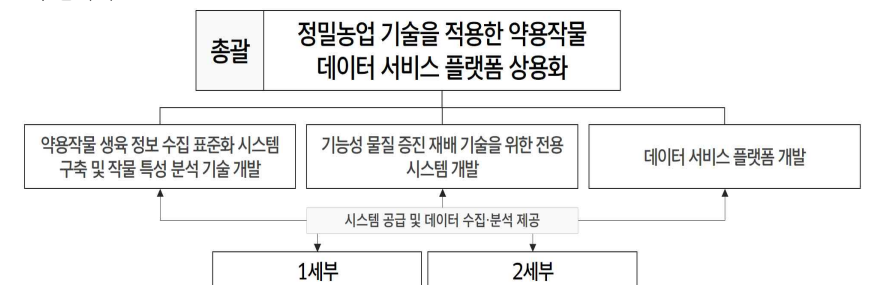 총괄
정밀농업 기술을 적용한 약용작물
데이터 서비스 플랫폼 상용화
약용작물 생육 정보 수집 표준화 시스템
구축 및 작물 특성 분석 기술 개발
기능성 물질 증진 재배 기술을 위한 전용
시스템 개발
데이터 서비스 플랫폼 개발
시스템 공급 및 데이터 수집·분석 제공
1세부
2세부